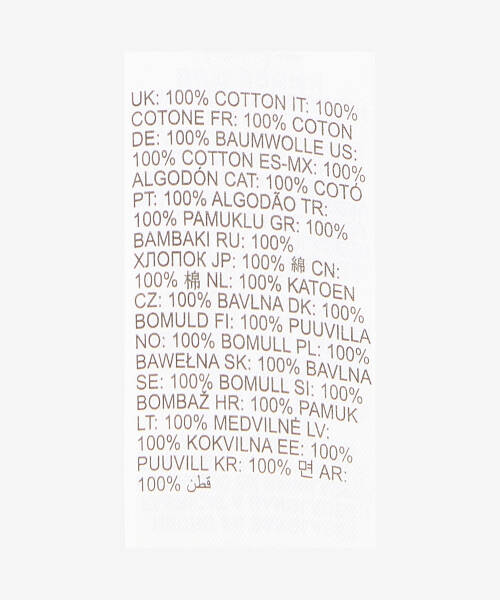 UK: 100% COTTON IT: 100%
COTONE FR: 100% COTON
DE: 100% BAUMWOLLE US:
100% COTTON ES-MX: 100%
ALGODÓN CAT: 100% COTÓ
PT: 100% ALGODÃO TR:
100% PAMUKLU GR: 100%
BAMBAKI RU: 100%
ХЛОПОК JP: 100% 綿 CN:
100% 棉 NL: 100% KATOEN
CZ: 100% BAVLNA DK: 100%
BOMULD FI: 100% PUUVILLA
NO: 100% BOMULL PL: 100%
BAWEŁNA SK: 100% BAVLNA
SE: 100% BOMULL SI: 100%
BOMBAŽ HR: 100% PAMUK
LT: 100% MEDVILNĖ LV:
100% KOKVILNA EE: 100%
PUUVILL KR: 100% 면 AR:
100% قطن